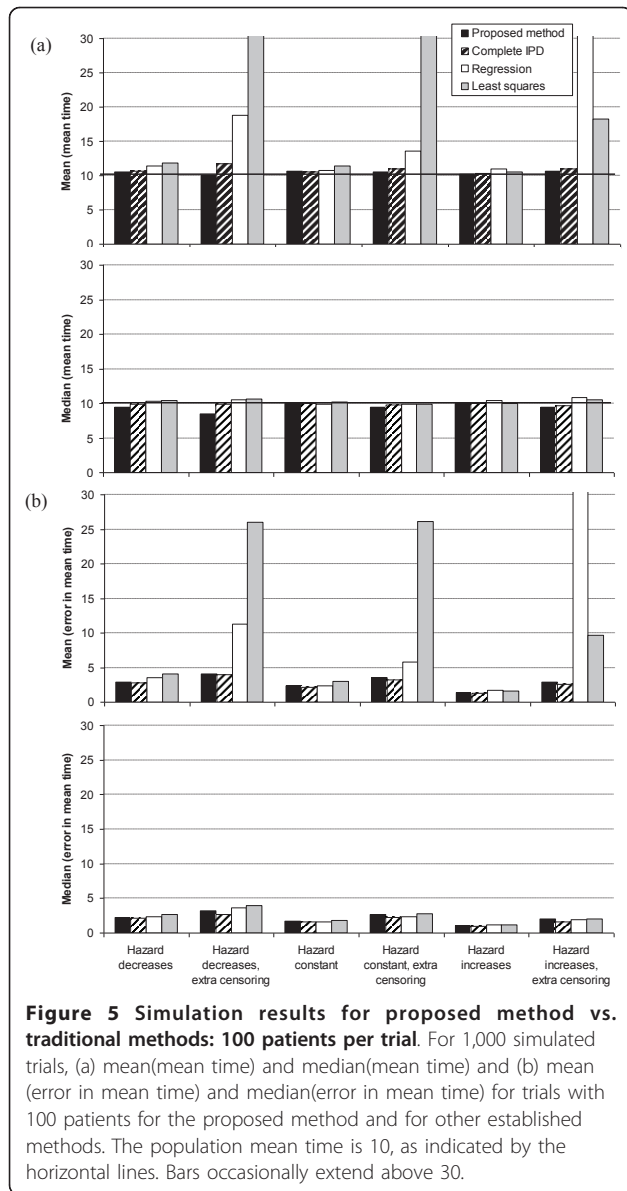 (a)
Proposed method
Complete IPD
Regression
Least squares
Mean (mean time)
30
25
20
15
10
5
0
Median (mean time)
30
25
20
15
10
5
0
(b)
Mean (error in mean time)
30
25
20
15
10
5
0
Median (error in mean time)
30
25
20
15
10
5
0
Hazard
decreases
Hazard
decreases,
extra censoring
Hazard
constant
Hazard
constant, extra
censoring
Hazard
increases
Hazard
increases,
extra censoring
Figure 5 Simulation results for proposed method vs.
traditional methods: 100 patients per trial. For 1,000 simulated
trials, (a) mean(mean time) and median(mean time) and (b) mean
(error in mean time) and median(error in mean time) for trials with
100 patients for the proposed method and for other established
methods. The population mean time is 10, as indicated by the
horizontal lines. Bars occasionally extend above 30.